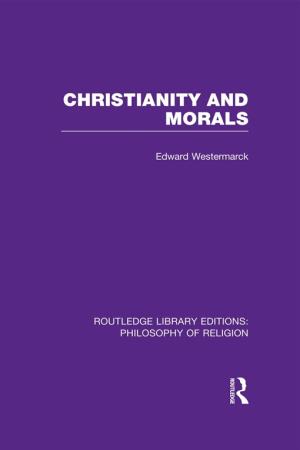 CHRISTIANITY AND
MORALS
Edward Westermarck
ROUTLEDGE LIBRARY EDITIONS:
PHILOSOPHY OF RELIGION
ROUTLEDGE